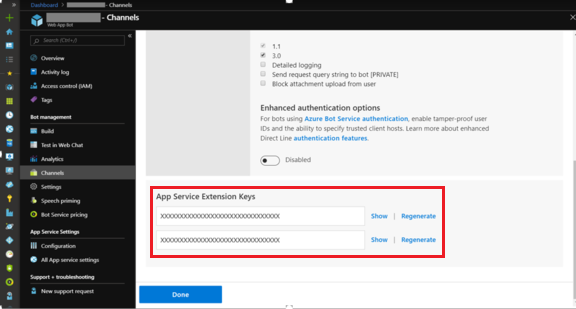 Dashboard >
- Channels
- Channels
Web App Bot
Search (Ctrl+/)
Overview
Activity log
Access control (IAM)
Tags
Bot management
Build
Test in Web Chat
Analytics
Channels
Settings
Speech priming
Bot Service pricing
App Service Settings
Configuration
All App service settings
Support + troubleshooting
New support request
1.1
3.0
Detailed logging
Send request query string to bot [PRIVATE]
Block attachment upload from user
Enhanced authentication options
For bots using Azure Bot Service authentication, enable tamper-proof user
IDs and the ability to specify trusted client hosts. Learn more about enhanced
Direct Line authentication features.
Disabled
App Service Extension Keys
XXXXXXXXXXXXXXXXXXXXXXXXXXXXXXXX Show | Regenerate
XXXXXXXXXXXXXXXXXXXXXXXXXXXXXXXX Show | Regenerate
Done